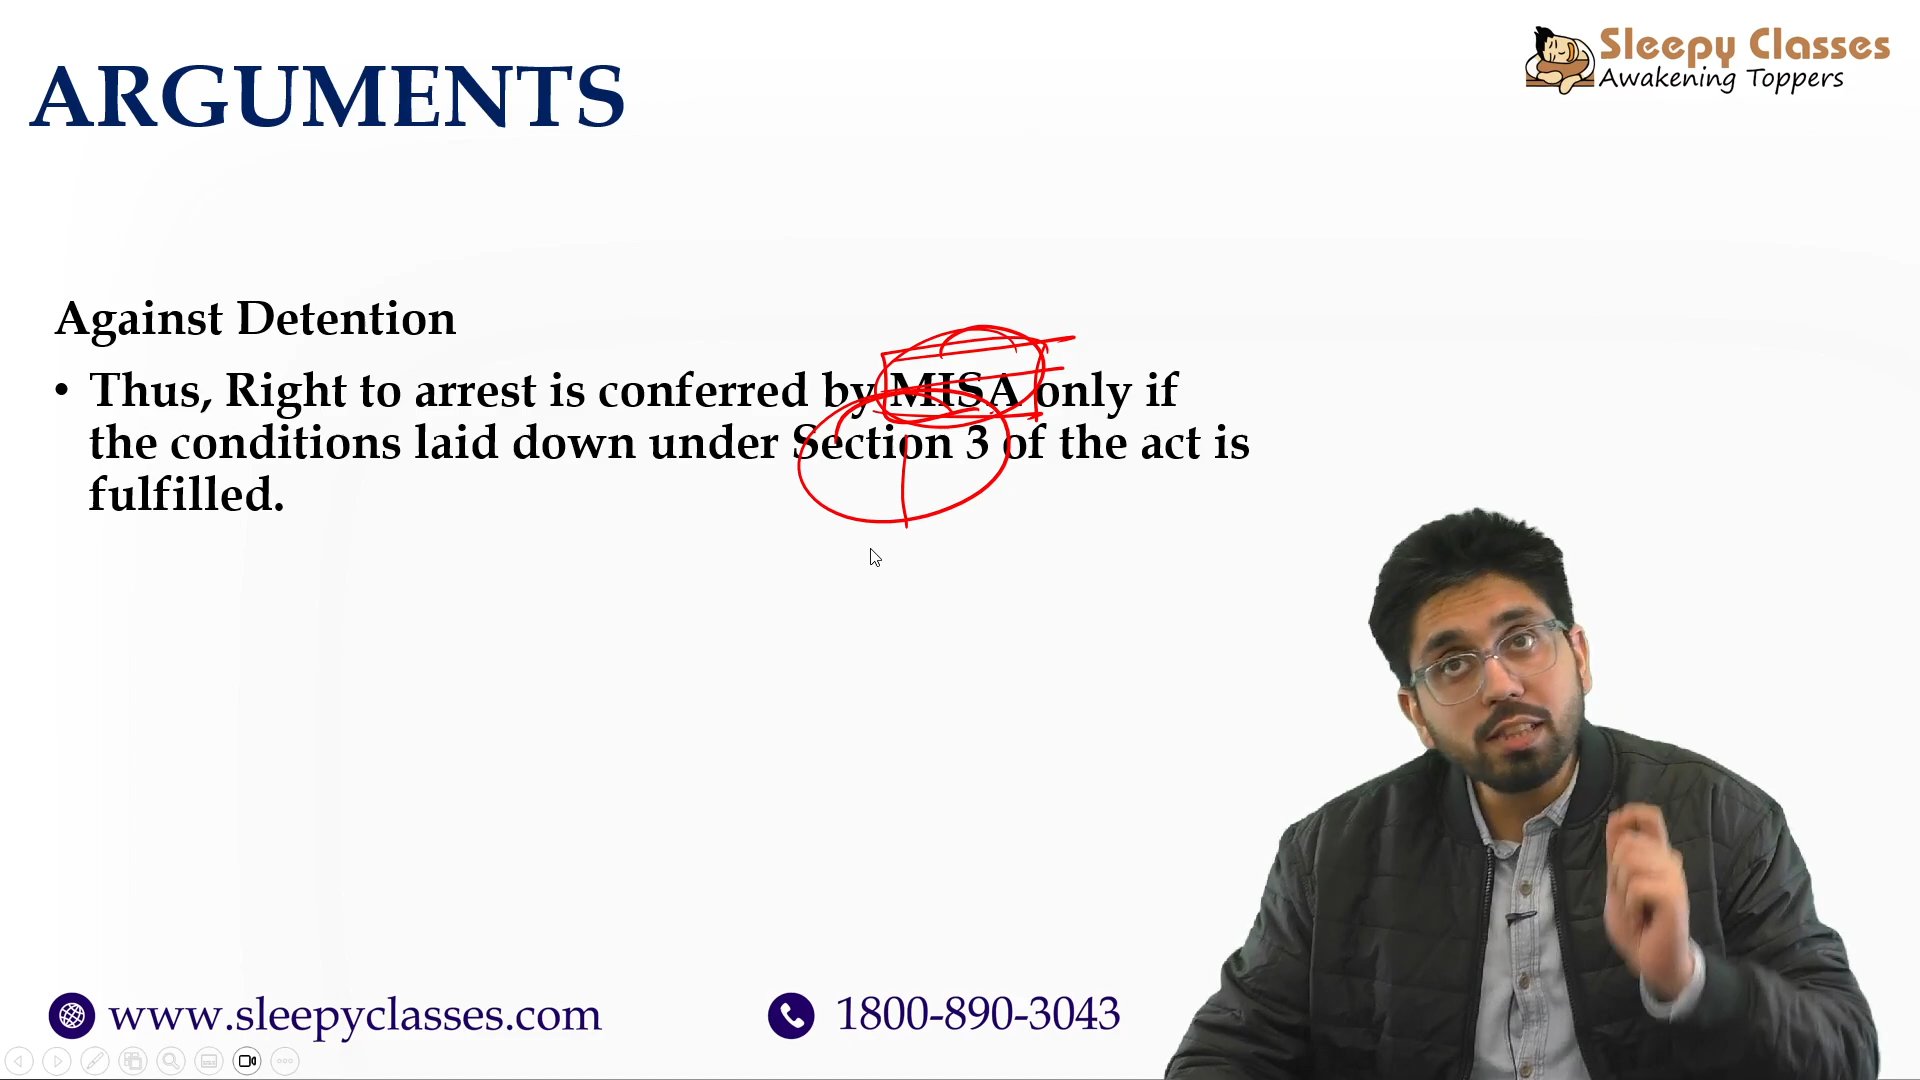 Sleepy Classes
Awakening Toppers
ARGUMENTS
Against Detention
• Thus, Right to arrest is conferred by MISA only if
the conditions laid down under Section 3 of the act is
fulfilled.
www.sleepyclasses.com
1800-890-3043